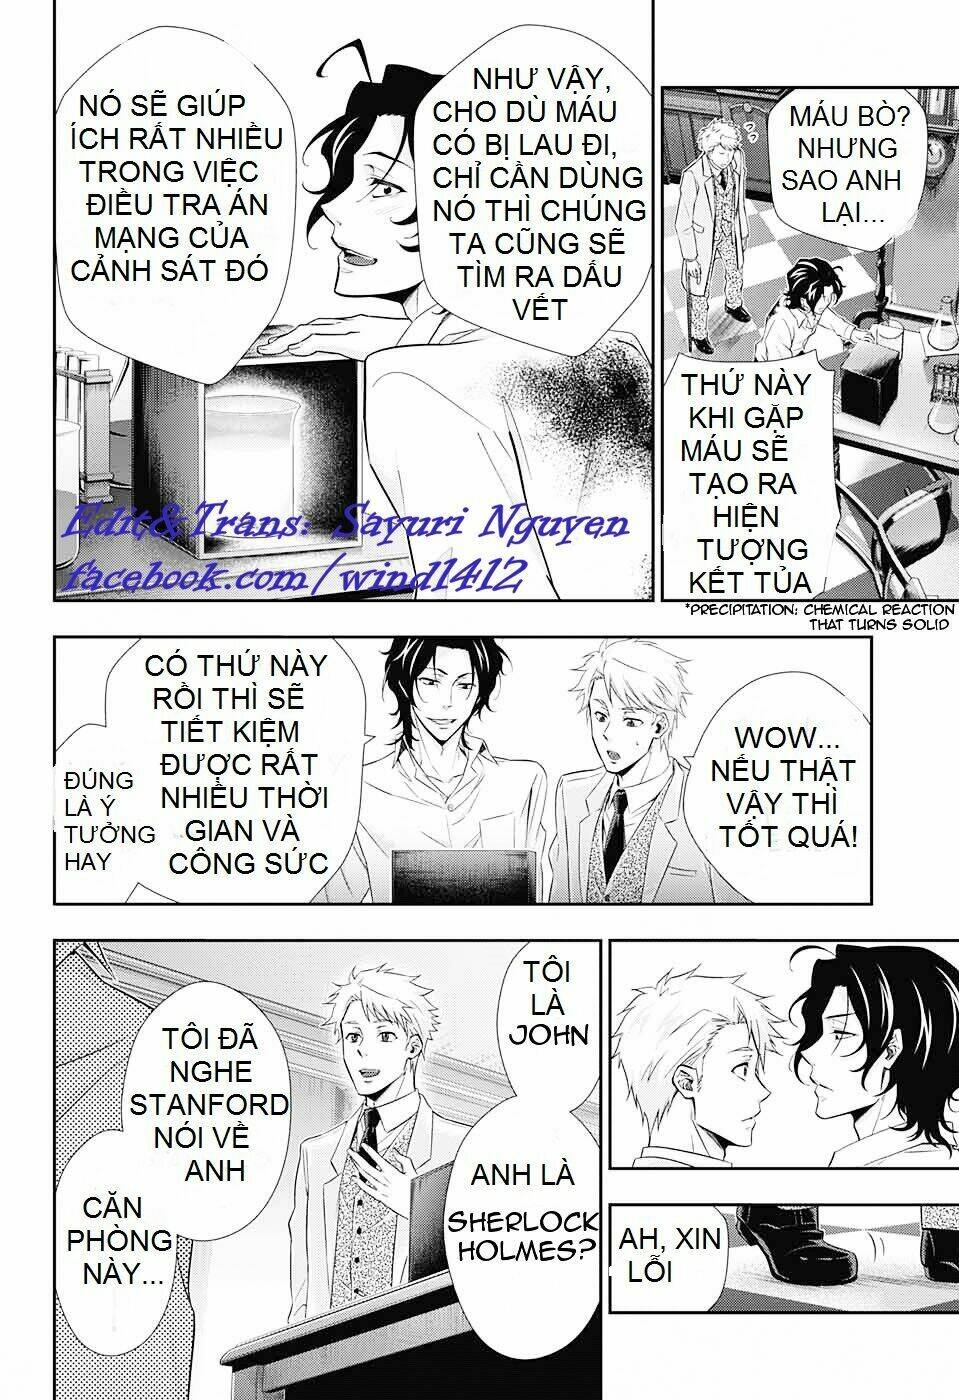 MÁU BÒ?
NHƯNG
SAO ANH
LẠI...
THỨ NÀY
KHI GẶP
MÁU SẼ
TẠO RA
HIỆN
TƯỢNG
KẾT TỦA
*PRECIPITATION: CHEMICAL REACTION
THAT TURNS SOLID
NHƯ VẬY,
CHO DÙ MÁU
CÓ BỊ LAU ĐI,
CHỈ CẦN DÙNG
NÓ THÌ CHÚNG
TA CŨNG SẼ
TÌM RA DẤU
VẾT
NÓ SẼ GIÚP
ÍCH RẤT NHIỀU
TRONG VIỆC
ĐIỀU TRA ÁN
MẠNG CỦA
CẢNH SÁT ĐÓ
Edit&Trans: Sayuri Nguyen
facebook.com/wind1412
WOW...
NẾU THẬT
VẬY THÌ
TỐT QUÁ!
CÓ THỨ NÀY
RỒI THÌ SẼ
TIẾT KIỆM
ĐƯỢC RẤT
NHIỀU THỜI
GIAN VÀ
CÔNG SỨC
ĐÚNG
LÀ Ý
TƯỞNG
HAY
AH, XIN
LỖI
TÔI
LÀ
JOHN
ANH LÀ
SHERLOCK
HOLMES?
TÔI ĐÃ
NGHE
STANFORD
NÓI VỀ
ANH
CĂN
PHÒNG
NÀY...